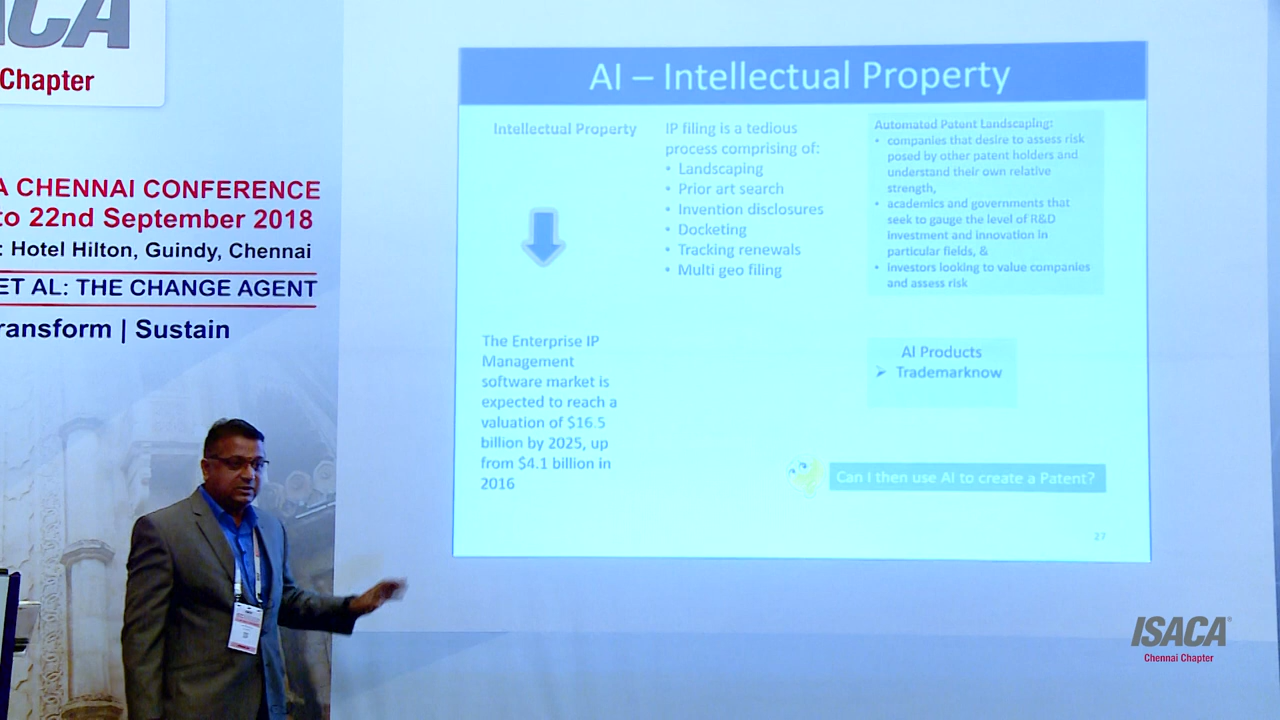 ACA
Chapter
A CHENNAI CONFERENCE
to 22nd September 2018
: Hotel Hilton, Guindy, Chennai
ET AL: THE CHANGE AGENT
ransform | Sustain
AI – Intellectual Property
Intellectual Property
IP filing is a tedious
process comprising of:
• Landscaping
• Prior art search
• Invention disclosures
• Docketing
• Tracking renewals
• Multi geo filing
Automated Patent Landscaping:
• companies that desire to assess risk
posed by other patent holders and
understand their own relative
strength,
• academics and governments that
seek to gauge the level of R&D
investment and innovation in
particular fields, &
• investors looking to value companies
and assess risk
The Enterprise IP
Management
software market is
expected to reach a
valuation of $16.5
billion by 2025, up
from $4.1 billion in
2016
AI Products
➢ Trademarknow
Can I then use AI to create a Patent?
27
ISACA
Chennai Chapter